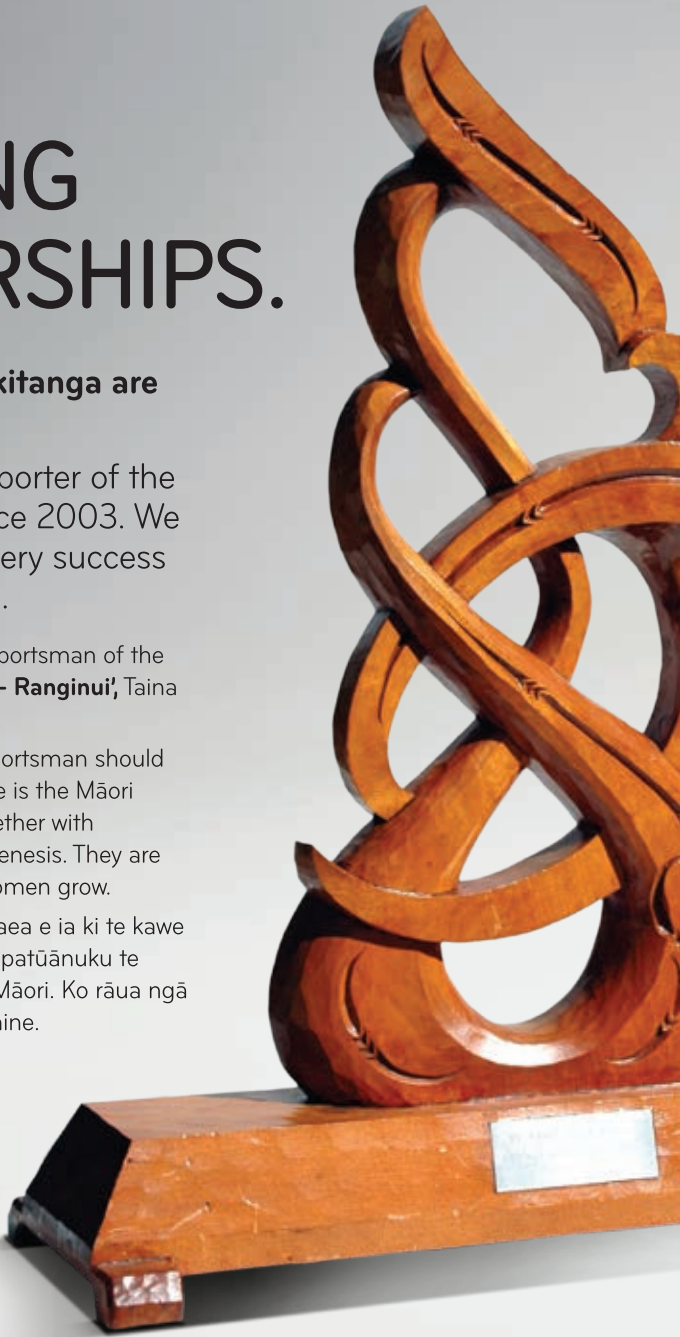 NG
RSHIPS.
kitanga are
porter of the
ce 2003. We
ery success
.
portsman of the
– Ranginui’, Taina
ortsman should
e is the Māori
ether with
enesis. They are
omen grow.
aea e ia ki te kawe
patūānuku te
Māori. Ko rāua ngā
nine.